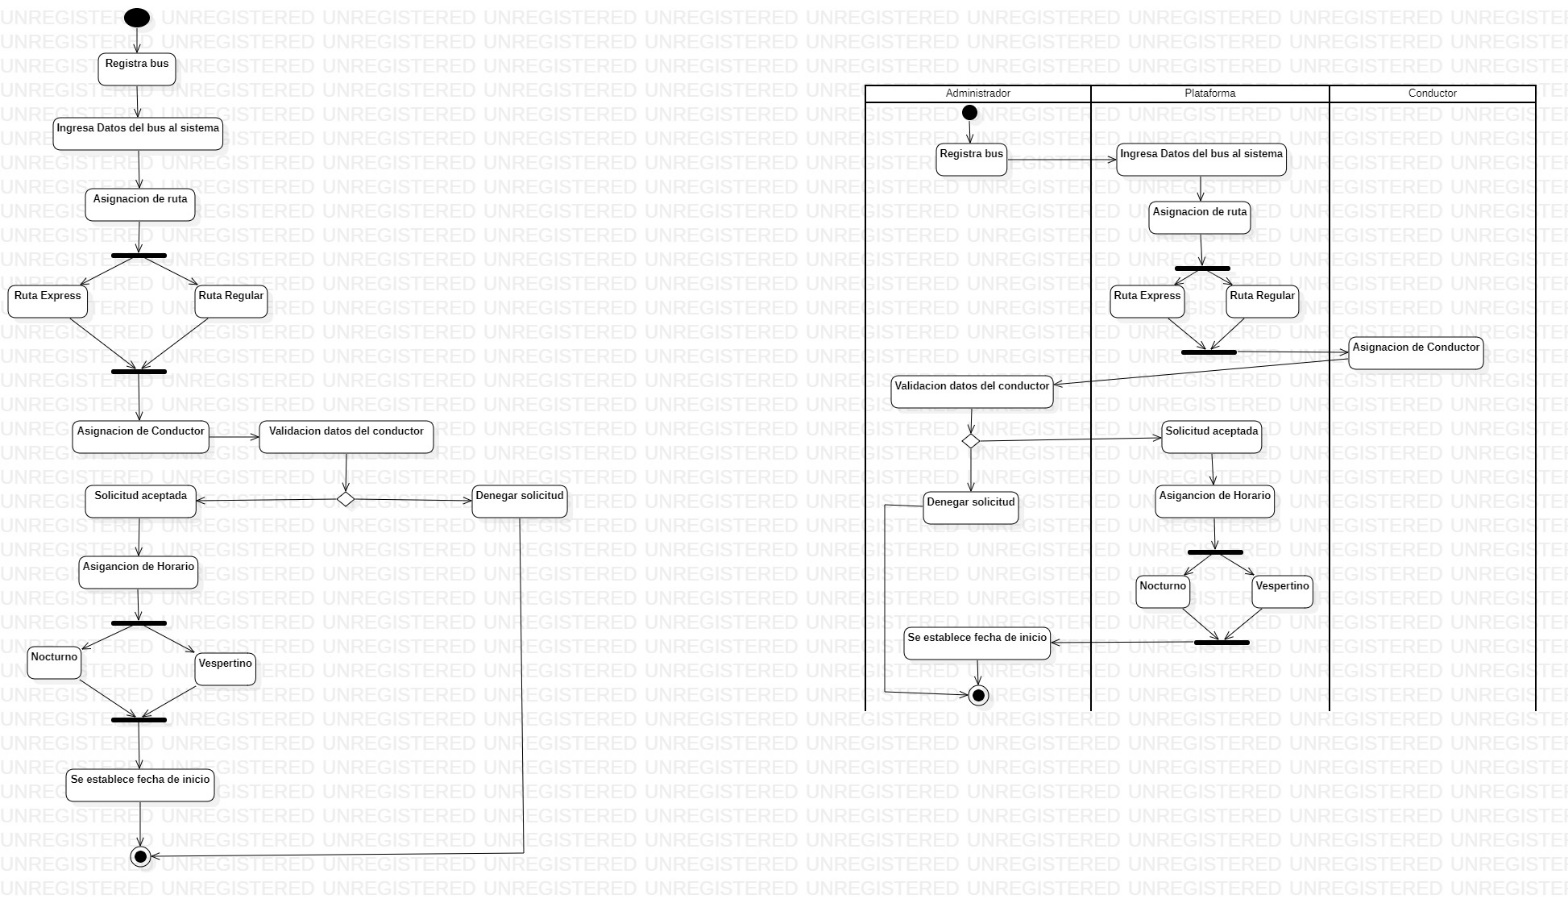 UNREGISTERED
Registra bus
Ingresa Datos del bus al sistema
Asignacion de ruta
Ruta Express
Ruta Regular
Asignacion de Conductor
Validacion datos del conductor
Solicitud aceptada
Denegar solicitud
Asigancion de Horario
Nocturno
Vespertino
Se establece fecha de inicio
Administrador
Plataforma
Conductor
Registra bus
Ingresa Datos del bus al sistema
Asignacion de ruta
Ruta Express
Ruta Regular
Asignacion de Conductor
Validacion datos del conductor
Solicitud aceptada
Denegar solicitud
Asigancion de Horario
Nocturno
Vespertino
Se establece fecha de inicio